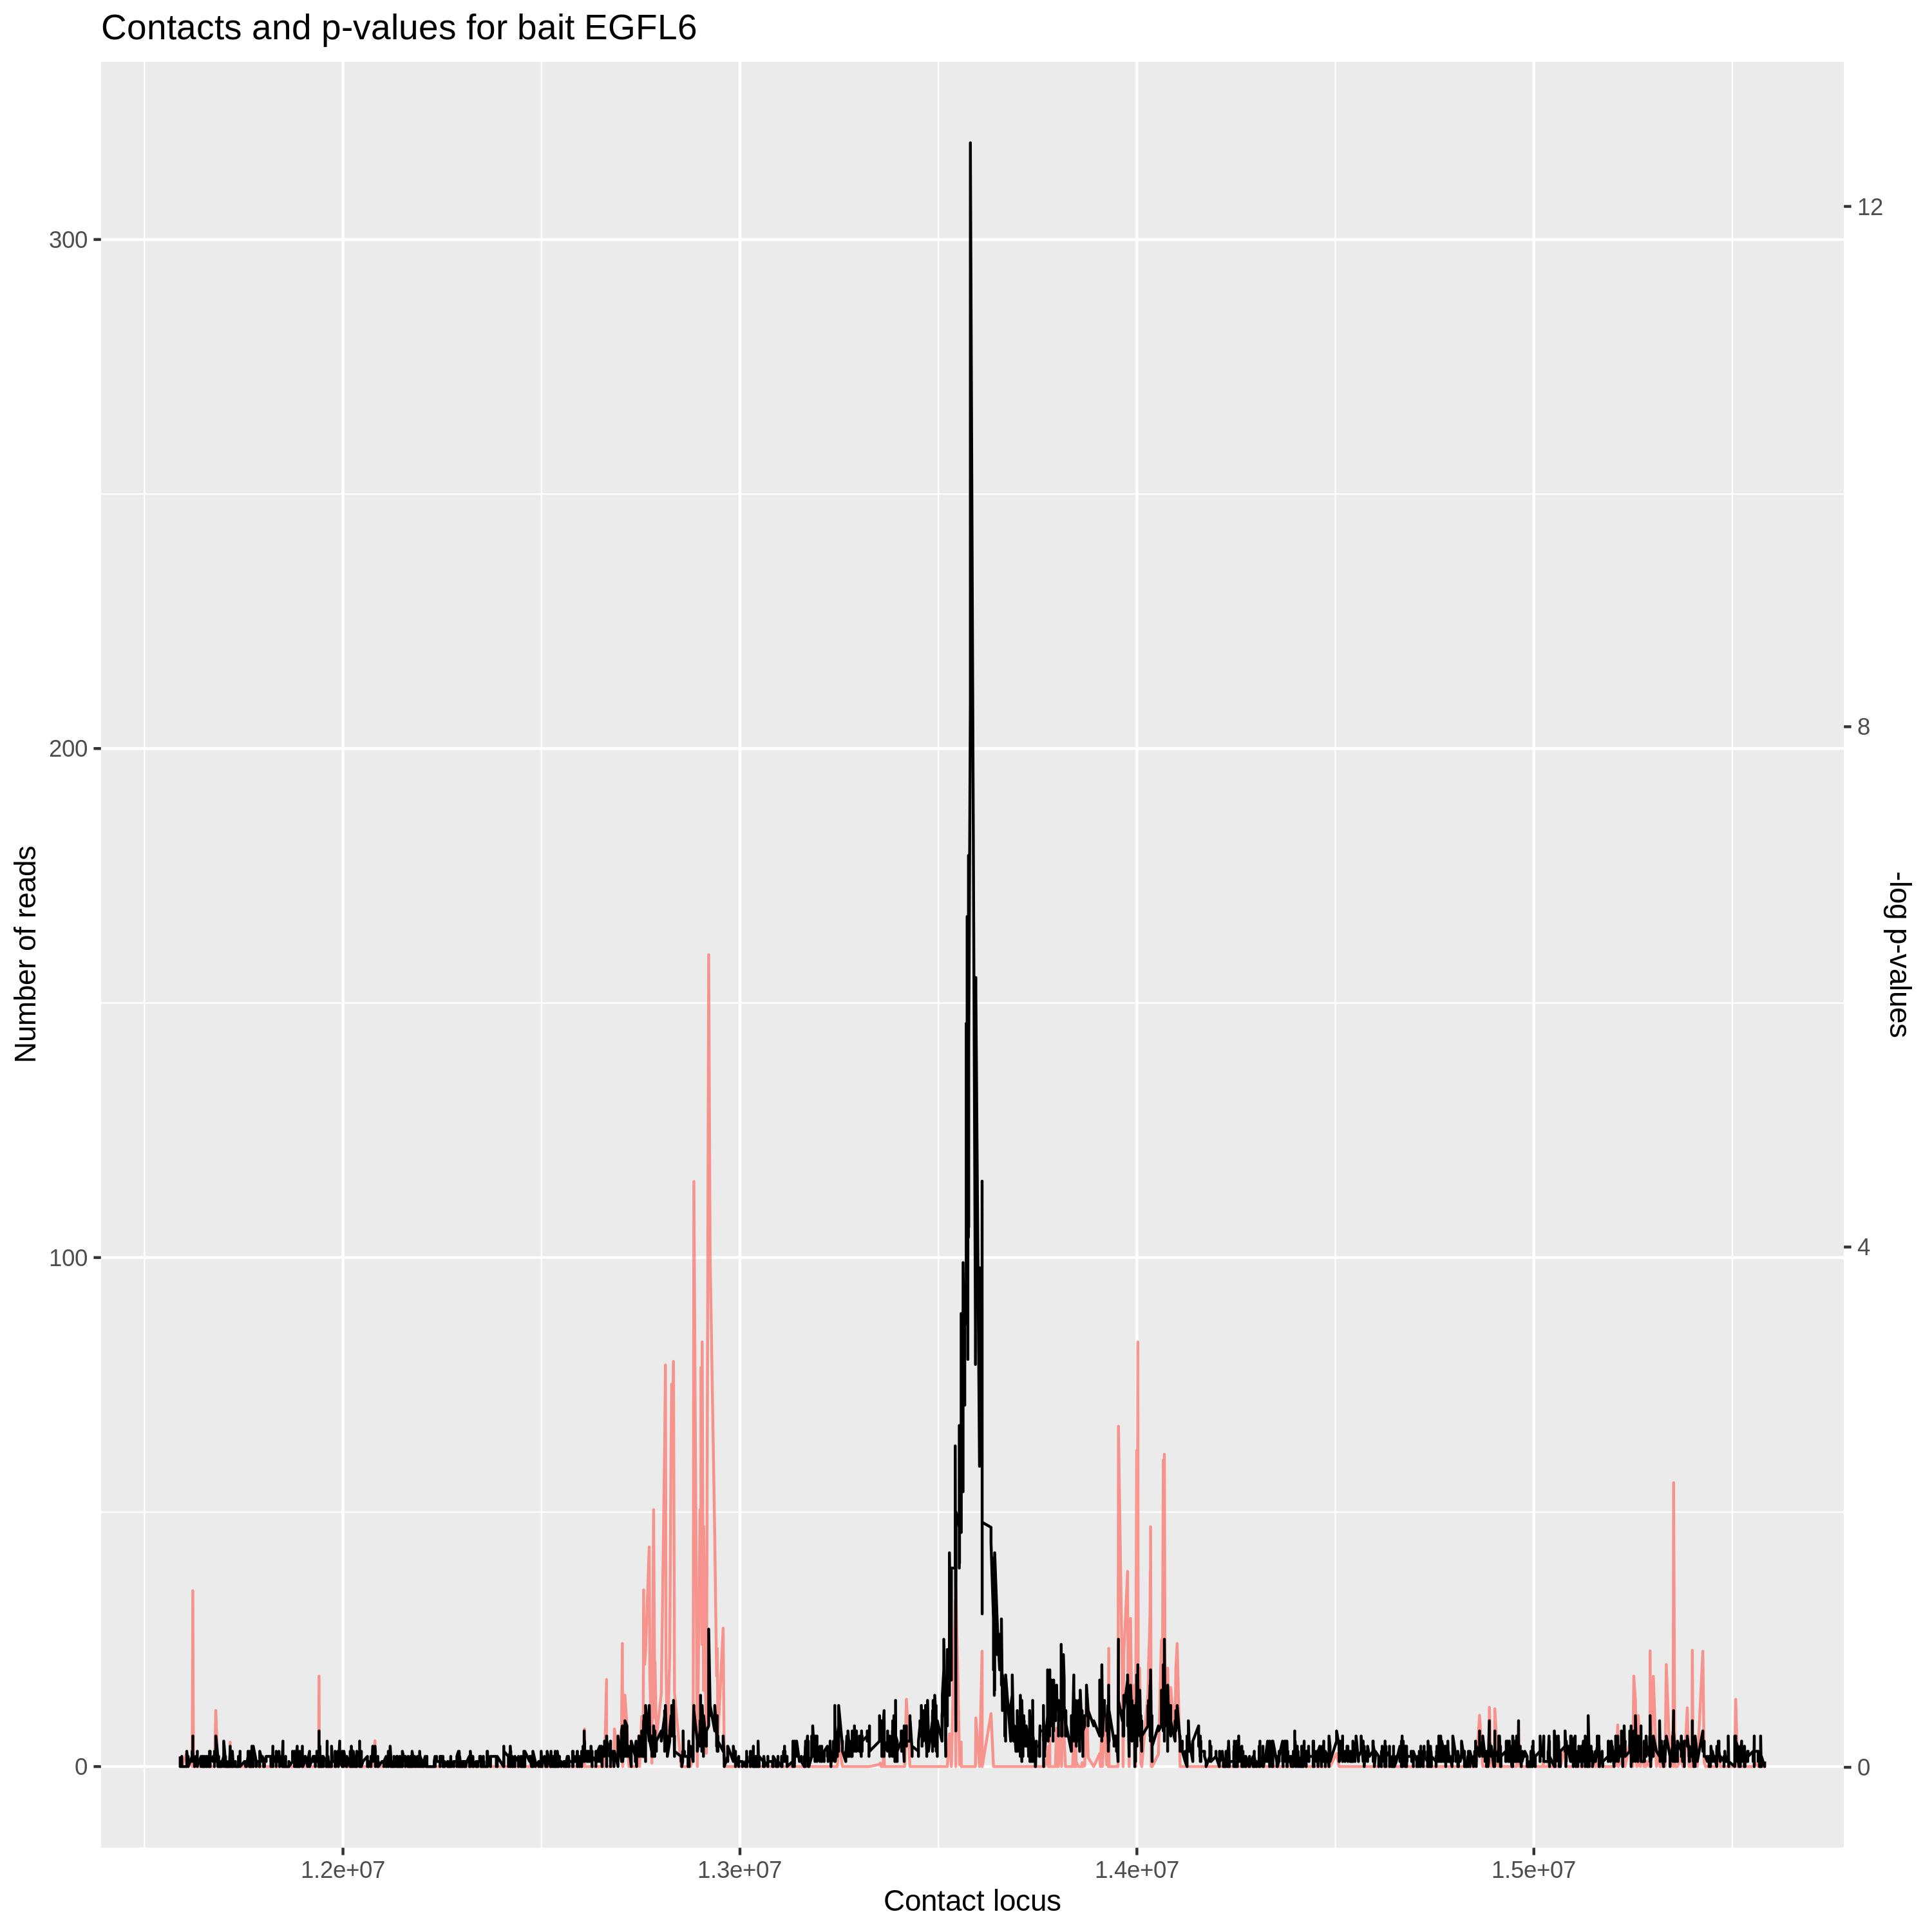 Contacts and p-values for bait EGFL6
Number of reads
300
200
100
0
12
8
4
0
-log p-values
1.2e+07
1.3e+07
1.4e+07
1.5e+07
Contact locus